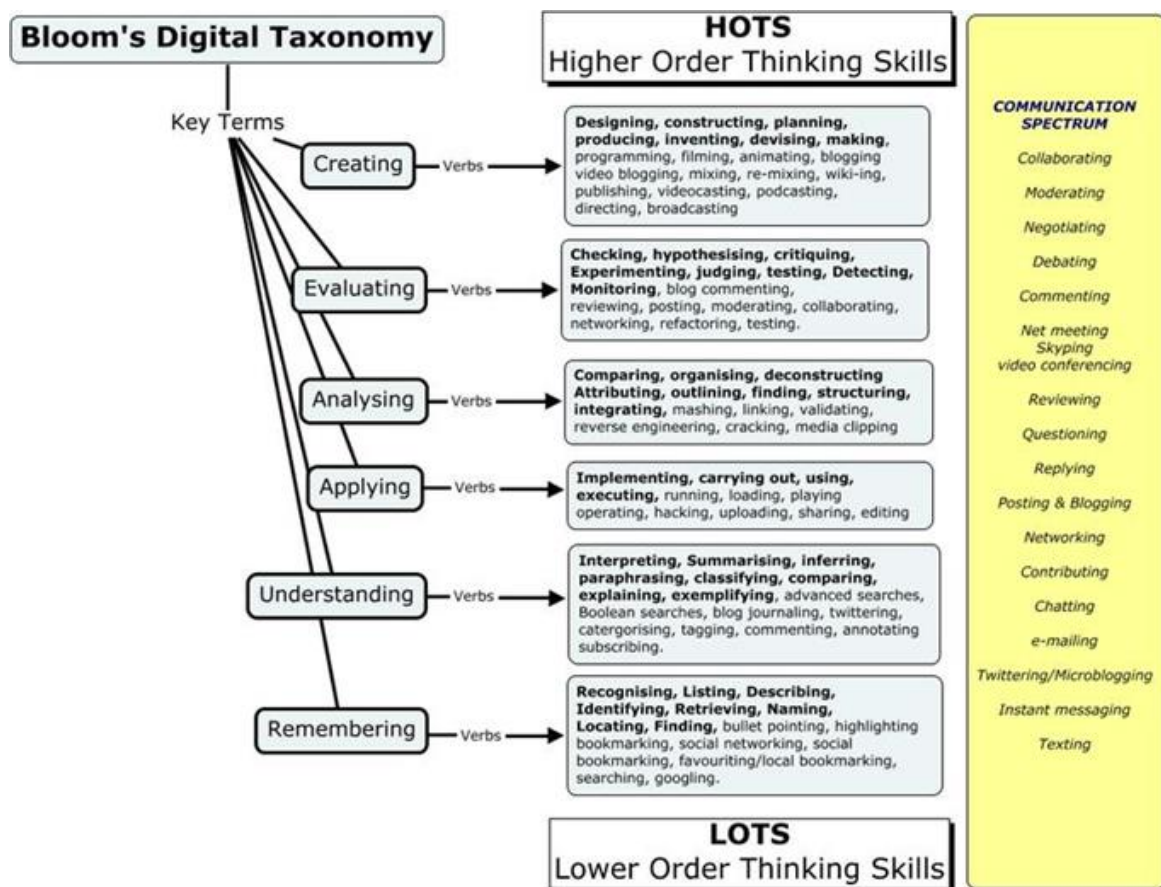 Bloom's Digital Taxonomy
Key Terms
HOTS
Higher Order Thinking Skills
Creating
Verbs
Designing, constructing, planning,
producing, inventing, devising, making,
programming, filming, animating, blogging
video blogging, mixing, re-mixing, wiki-ing,
publishing, videocasting, podcasting,
directing, broadcasting
Evaluating
Verbs
Checking, hypothesising, critiquing,
Experimenting, judging, testing, Detecting,
Monitoring, blog commenting,
reviewing, posting, moderating, collaborating,
networking, refactoring, testing.
Analysing
Verbs
Comparing, organising, deconstructing
Attributing, outlining, finding, structuring,
integrating, mashing, linking, validating,
reverse engineering, cracking, media clipping
Applying
Verbs
Implementing, carrying out, using,
executing, running, loading, playing
operating, hacking, uploading, sharing, editing
Understanding
Verbs
Interpreting, Summarising, inferring,
paraphrasing, classifying, comparing,
explaining, exemplifying, advanced searches,
Boolean searches, blog journaling, twittering,
catergorising, tagging, commenting, annotating
subscribing.
Remembering
Verbs
Recognising, Listing, Describing,
Identifying, Retrieving, Naming,
Locating, Finding, bullet pointing, highlighting
bookmarking, social networking, social
bookmarking, favouriting/local bookmarking,
searching, googling.
LOTS
Lower Order Thinking Skills
COMMUNICATION
SPECTRUM
Collaborating
Moderating
Negotiating
Debating
Commenting
Net meeting
Skyping
video conferencing
Reviewing
Questioning
Replying
Posting & Blogging
Networking
Contributing
Chatting
e-mailing
Twittering/Microblogging
Instant messaging
Texting